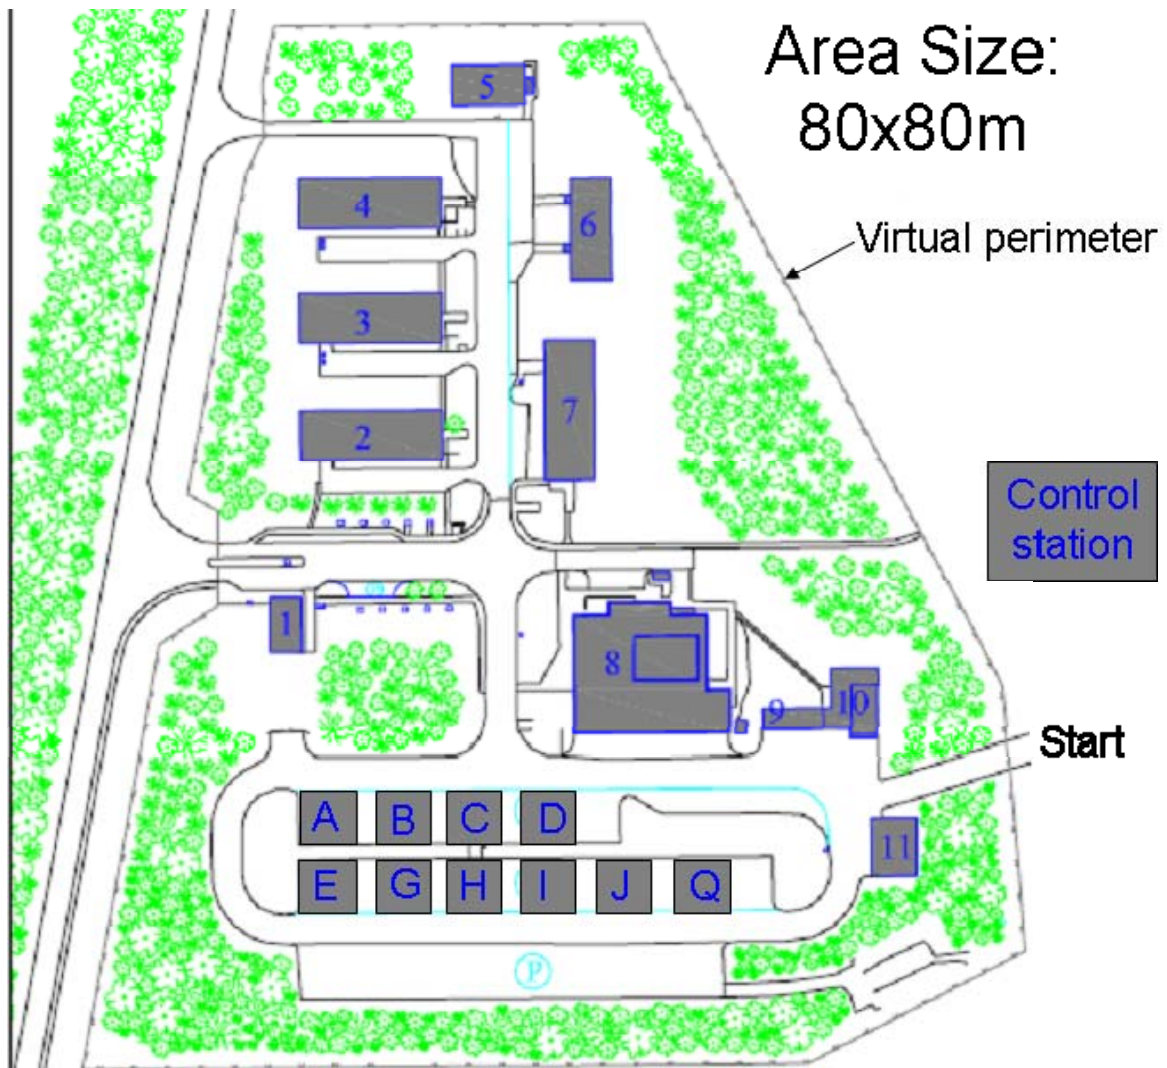 Area Size:
80x80m
5
4
6
Virtual perimeter
3
7
2
Control
station
1
8
9
10
Start
A B C D
11
E G H I J Q
P